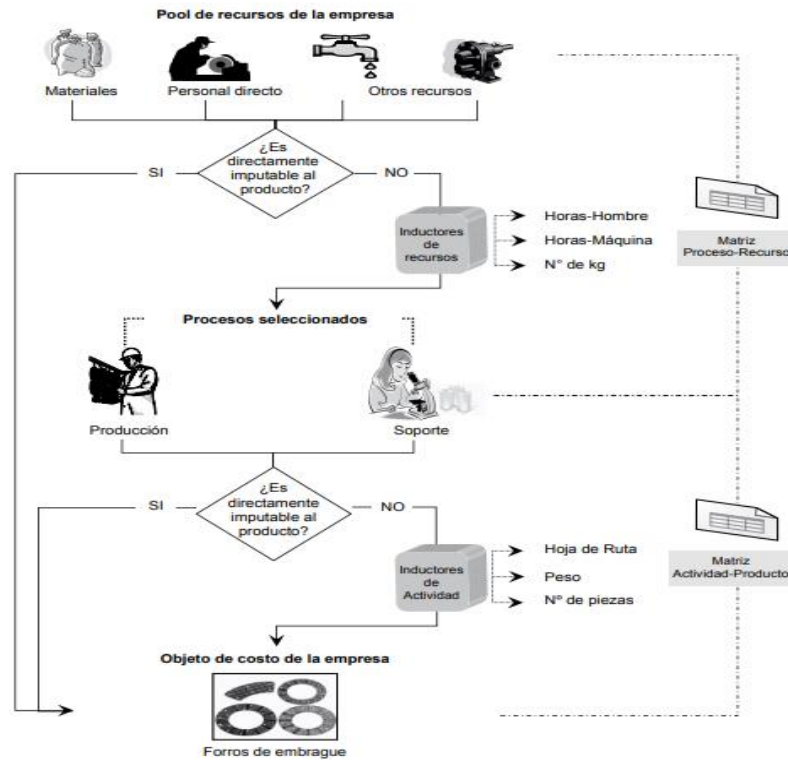 Pool de recursos de la empresa
Materiales
Personal directo
Otros recursos
¿Es
directamente
imputable al
producto?
SI
NO
Inductores
de
recursos
Horas-Hombre
Horas-Máquina
N° de kg
Matriz
Proceso-Recurso
Procesos seleccionados
Producción
Soporte
¿Es
directamente
imputable al
producto?
SI
NO
Inductores
de
Actividad
Hoja de Ruta
Peso
Nº de piezas
Matriz
Actividad-Producto
Objeto de costo de la empresa
Forros de embrague